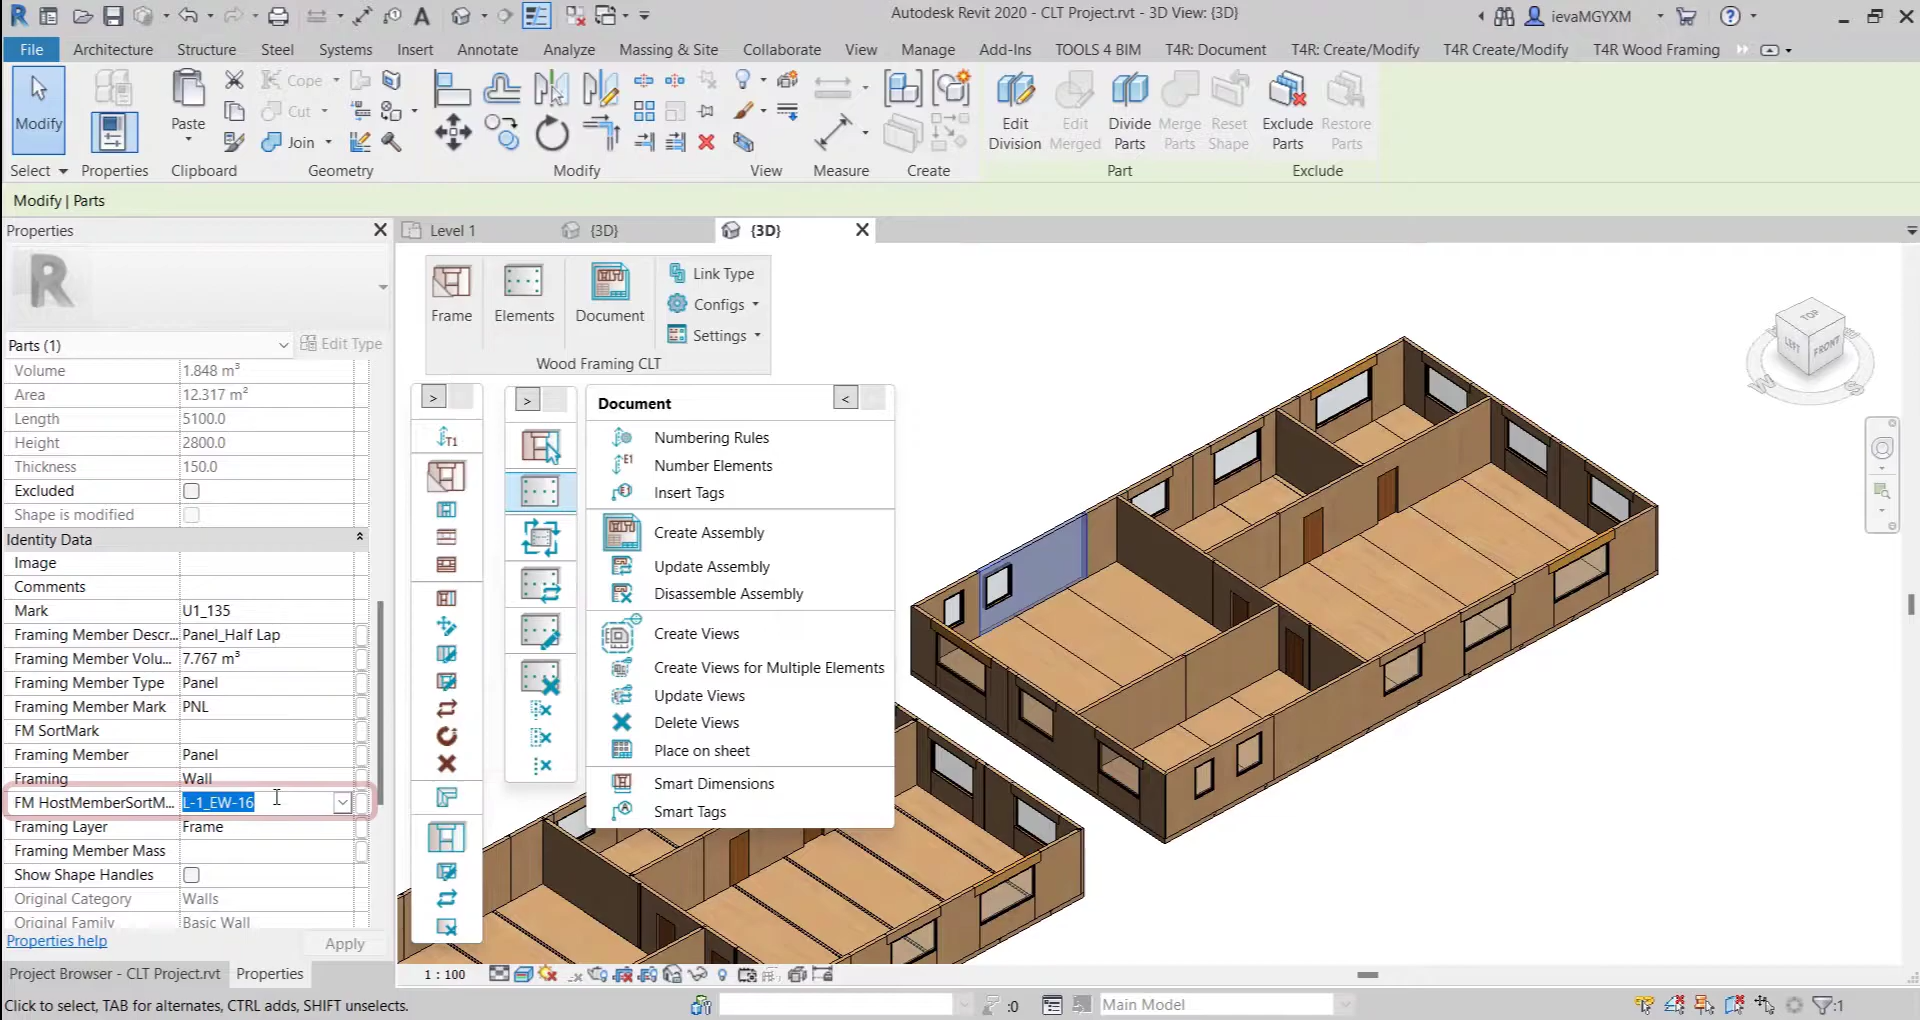 Autodesk Revit 2020 - CLT Project.rvt - 3D View: {3D}
ievaMGYXM
File Architecture Structure Steel Systems Insert Annotate Analyze Massing & Site Collaborate View Manage Add-Ins TOOLS 4 BIM T4R: Document T4R: Create/Modify T4R Create/Modify T4R Wood Framing
Modify
Paste
Cope
Cut
Join
Edit Division
Edit Merged
Divide Parts
Merge Parts
Reset Shape
Exclude Parts
Restore Parts
Select Properties Clipboard Geometry Modify View Measure Create Part Exclude
Modify | Parts
Properties
Level 1 {3D} {3D}
Parts (1)
Edit Type
Volume 1.848 m³
Area 12.317 m²
Length 5100.0
Height 2800.0
Thickness 150.0
Excluded
Shape is modified
Identity Data
Image
Comments
Mark U1_135
Framing Member Descr... Panel_Half Lap
Framing Member Volu... 7.767 m³
Framing Member Type Panel
Framing Member Mark PNL
FM SortMark
Framing Member Panel
Framing Wall
FM HostMemberSortM... L-1_EW-16
Framing Layer Frame
Framing Member Mass
Show Shape Handles
Original Category Walls
Original Family Basic Wall
Properties help
Apply
Project Browser - CLT Project.rvt Properties
Frame
Elements
Document
Link Type
Configs
Settings
Wood Framing CLT
T1
> > Document <
Numbering Rules
E1 Number Elements
Insert Tags
Create Assembly
Update Assembly
Disassemble Assembly
Create Views
Create Views for Multiple Elements
Update Views
Delete Views
Place on sheet
Smart Dimensions
Smart Tags
TOP
LEFT
FRONT
W
S
1 : 100
Click to select, TAB for alternates, CTRL adds, SHIFT unselects.
:0
Main Model
:1